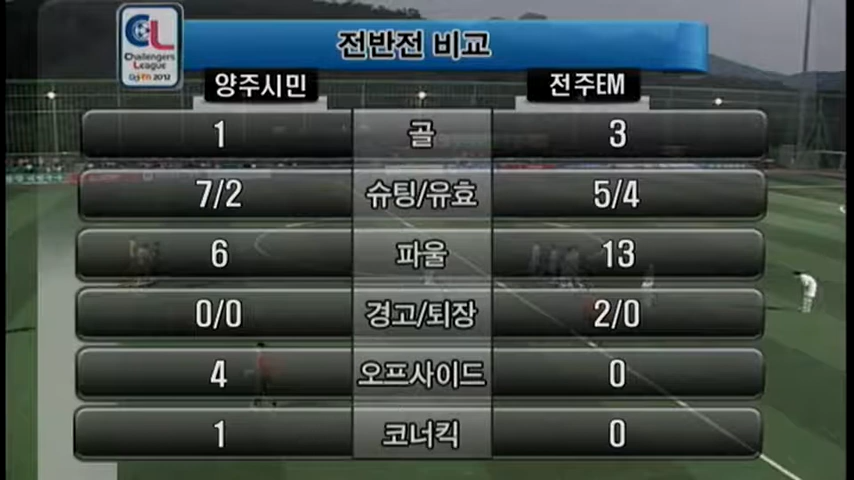 CL
Challengers
League
전반전 비교
양주시민 전주EM
1 골 3
7/2 슈팅/유효 5/4
6 파울 13
0/0 경고/퇴장 2/0
4 오프사이드 0
1 코너킥 0